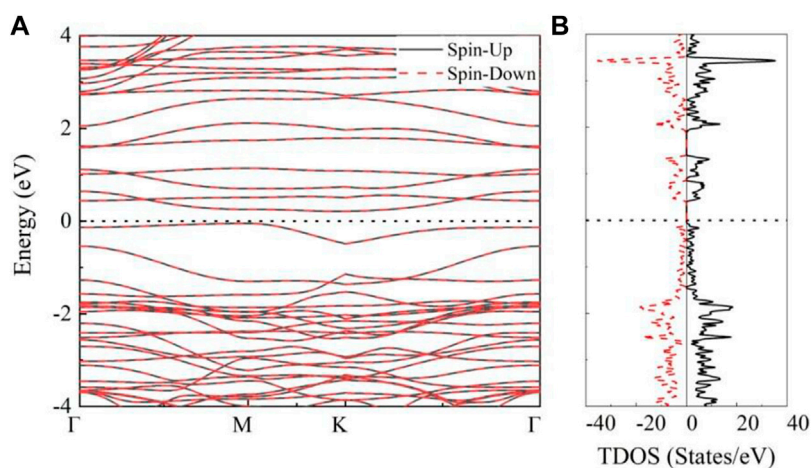 A
B
4
2
0
-2
-4
Energy (eV)
Spin-Up
Spin-Down
Γ
M
K
Γ
-40
-20
0
20
40
TDOS (States/eV)